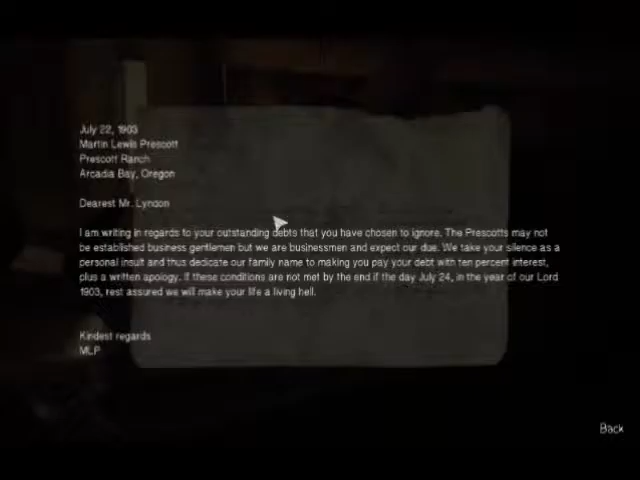 July 22, 1903
Martin Lewis Prescott
Prescott Ranch
Arcadia Bay, Oregon
Dearest Mr. Lyndon
I am writing in regards to your outstanding debts that you have chosen to ignore. The Prescotts may not
be established business gentlemen but we are businessmen and expect our due. We take your silence as a
personal insult and thus dedicate our family name to making you pay your debt with ten percent interest,
plus a written apology. If these conditions are not met by the end if the day July 24, in the year of our Lord
1903, rest assured we will make your life a living hell.
Kindest regards
MLP
Back